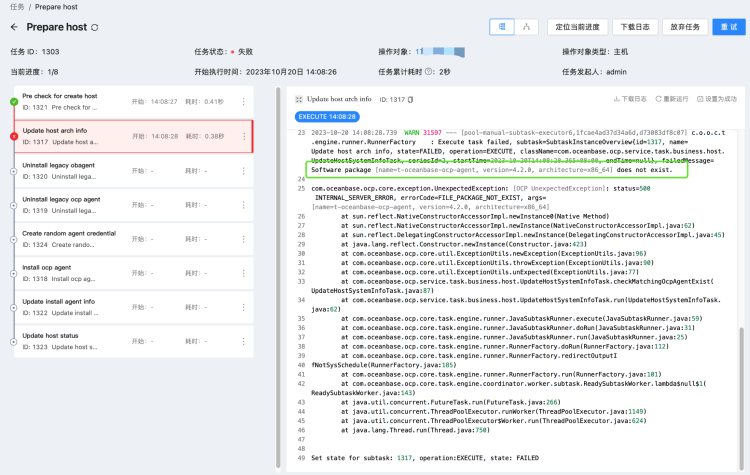 任务 / Prepare host
← Prepare host
定位当前进度 下载日志 放弃任务 重 试
任务 ID: 1303 任务状态: 失败 操作对象: 1 操作对象类型: 主机
当前进度: 1/8 开始执行时间: 2023年10月20日 14:08:26 任务累计耗时 ?: 2秒 任务发起人: admin
Pre check for create host
ID: 1321 Pre check for ... 开始: 14:08:27 耗时: 0.41秒
Update host arch info
ID: 1317 Update host a... 开始: 14:08:28 耗时: 0.38秒
Uninstall legacy obagent
ID: 1320 Uninstall lega... 开始: - 耗时: -
Uninstall legacy ocp agent
ID: 1319 Uninstall lega... 开始: - 耗时: -
Create random agent credential
ID: 1324 Create rando... 开始: - 耗时: -
Install ocp agent
ID: 1318 Install ocp ag... 开始: - 耗时: -
Update install agent info
ID: 1322 Update install ... 开始: - 耗时: -
Update host status
ID: 1323 Update host s... 开始: - 耗时: -
Update host arch info ID: 1317 下载日志 重新运行 设置为成功
EXECUTE 14:08:28
23 2023-10-20 14:08:28.739 WARN 31597 --- [pool-manual-subtask-executor6,1fcae4ad37d34a6d,d73083df8c07] c.o.o.c.t
.engine.runner.RunnerFactory : Execute task failed, subtask=SubtaskInstanceOverview{id=1317, name=
Update host arch info, state=FAILED, operation=EXECUTE, className=com.oceanbase.ocp.service.task.business.host.
UpdateHostSystemInfoTask, seriesId=2, startTime=2023-10-20T14:08:28.365+08:00, endTime=null}, failedMessage=
Software package [name=t-oceanbase-ocp-agent, version=4.2.0, architecture=x86_64] does not exist.
24
25 com.oceanbase.ocp.core.exception.UnexpectedException: [OCP UnexpectedException]: status=500
INTERNAL_SERVER_ERROR, errorCode=FILE_PACKAGE_NOT_EXIST, args=
[name=t-oceanbase-ocp-agent, version=4.2.0, architecture=x86_64]
26 at sun.reflect.NativeConstructorAccessorImpl.newInstance0(Native Method)
27 at sun.reflect.NativeConstructorAccessorImpl.newInstance(NativeConstructorAccessorImpl.java:62)
28 at sun.reflect.DelegatingConstructorAccessorImpl.newInstance(DelegatingConstructorAccessorImpl.java:45)
29 at java.lang.reflect.Constructor.newInstance(Constructor.java:423)
30 at com.oceanbase.ocp.core.util.ExceptionUtils.newException(ExceptionUtils.java:96)
31 at com.oceanbase.ocp.core.util.ExceptionUtils.throwException(ExceptionUtils.java:90)
32 at com.oceanbase.ocp.core.util.ExceptionUtils.unExpected(ExceptionUtils.java:77)
33 at com.oceanbase.ocp.service.task.business.host.UpdateHostSystemInfoTask.checkMatchingOcpAgentExist(
UpdateHostSystemInfoTask.java:87)
34 at com.oceanbase.ocp.service.task.business.host.UpdateHostSystemInfoTask.run(UpdateHostSystemInfoTask.
java:62)
35 at com.oceanbase.ocp.core.task.engine.runner.JavaSubtaskRunner.execute(JavaSubtaskRunner.java:59)
36 at com.oceanbase.ocp.core.task.engine.runner.JavaSubtaskRunner.doRun(JavaSubtaskRunner.java:31)
37 at com.oceanbase.ocp.core.task.engine.runner.JavaSubtaskRunner.run(JavaSubtaskRunner.java:25)
38 at com.oceanbase.ocp.core.task.engine.runner.RunnerFactory.doRun(RunnerFactory.java:112)
39 at com.oceanbase.ocp.core.task.engine.runner.RunnerFactory.redirectOutputI
fNotSysSchedule(RunnerFactory.java:185)
40 at com.oceanbase.ocp.core.task.engine.runner.RunnerFactory.run(RunnerFactory.java:101)
42 at com.oceanbase.ocp.core.task.engine.coordinator.worker.subtask.ReadySubtaskWorker.lambda$null$1(
ReadySubtaskWorker.java:143)
43 at java.util.concurrent.FutureTask.run(FutureTask.java:266)
44 at java.util.concurrent.ThreadPoolExecutor.runWorker(ThreadPoolExecutor.java:1149)
45 at java.util.concurrent.ThreadPoolExecutor$Worker.run(ThreadPoolExecutor.java:624)
46 at java.lang.Thread.run(Thread.java:750)
47
48
49 Set state for subtask: 1317, operation:EXECUTE, state: FAILED